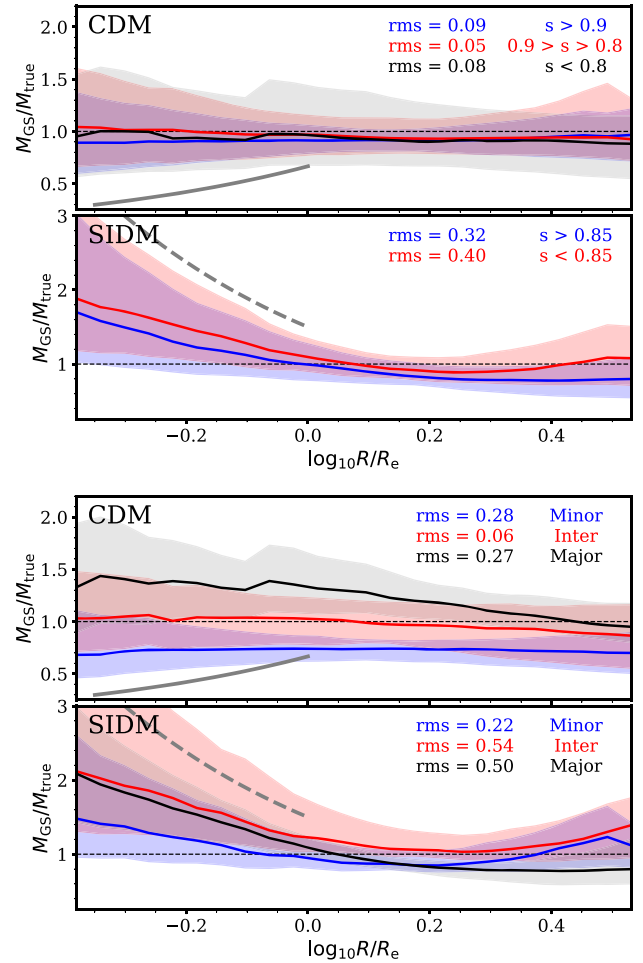 CDM
rms = 0.09 s > 0.9
rms = 0.05 0.9 > s > 0.8
rms = 0.08 s < 0.8
M_GS/M_true
2.0
1.5
1.0
0.5
SIDM
rms = 0.32 s > 0.85
rms = 0.40 s < 0.85
M_GS/M_true
3
2
1
−0.2 0.0 0.2 0.4
log₁₀R/R_e
CDM
rms = 0.28 Minor
rms = 0.06 Inter
rms = 0.27 Major
M_GS/M_true
2.0
1.5
1.0
0.5
SIDM
rms = 0.22 Minor
rms = 0.54 Inter
rms = 0.50 Major
M_GS/M_true
3
2
1
−0.2 0.0 0.2 0.4
log₁₀R/R_e